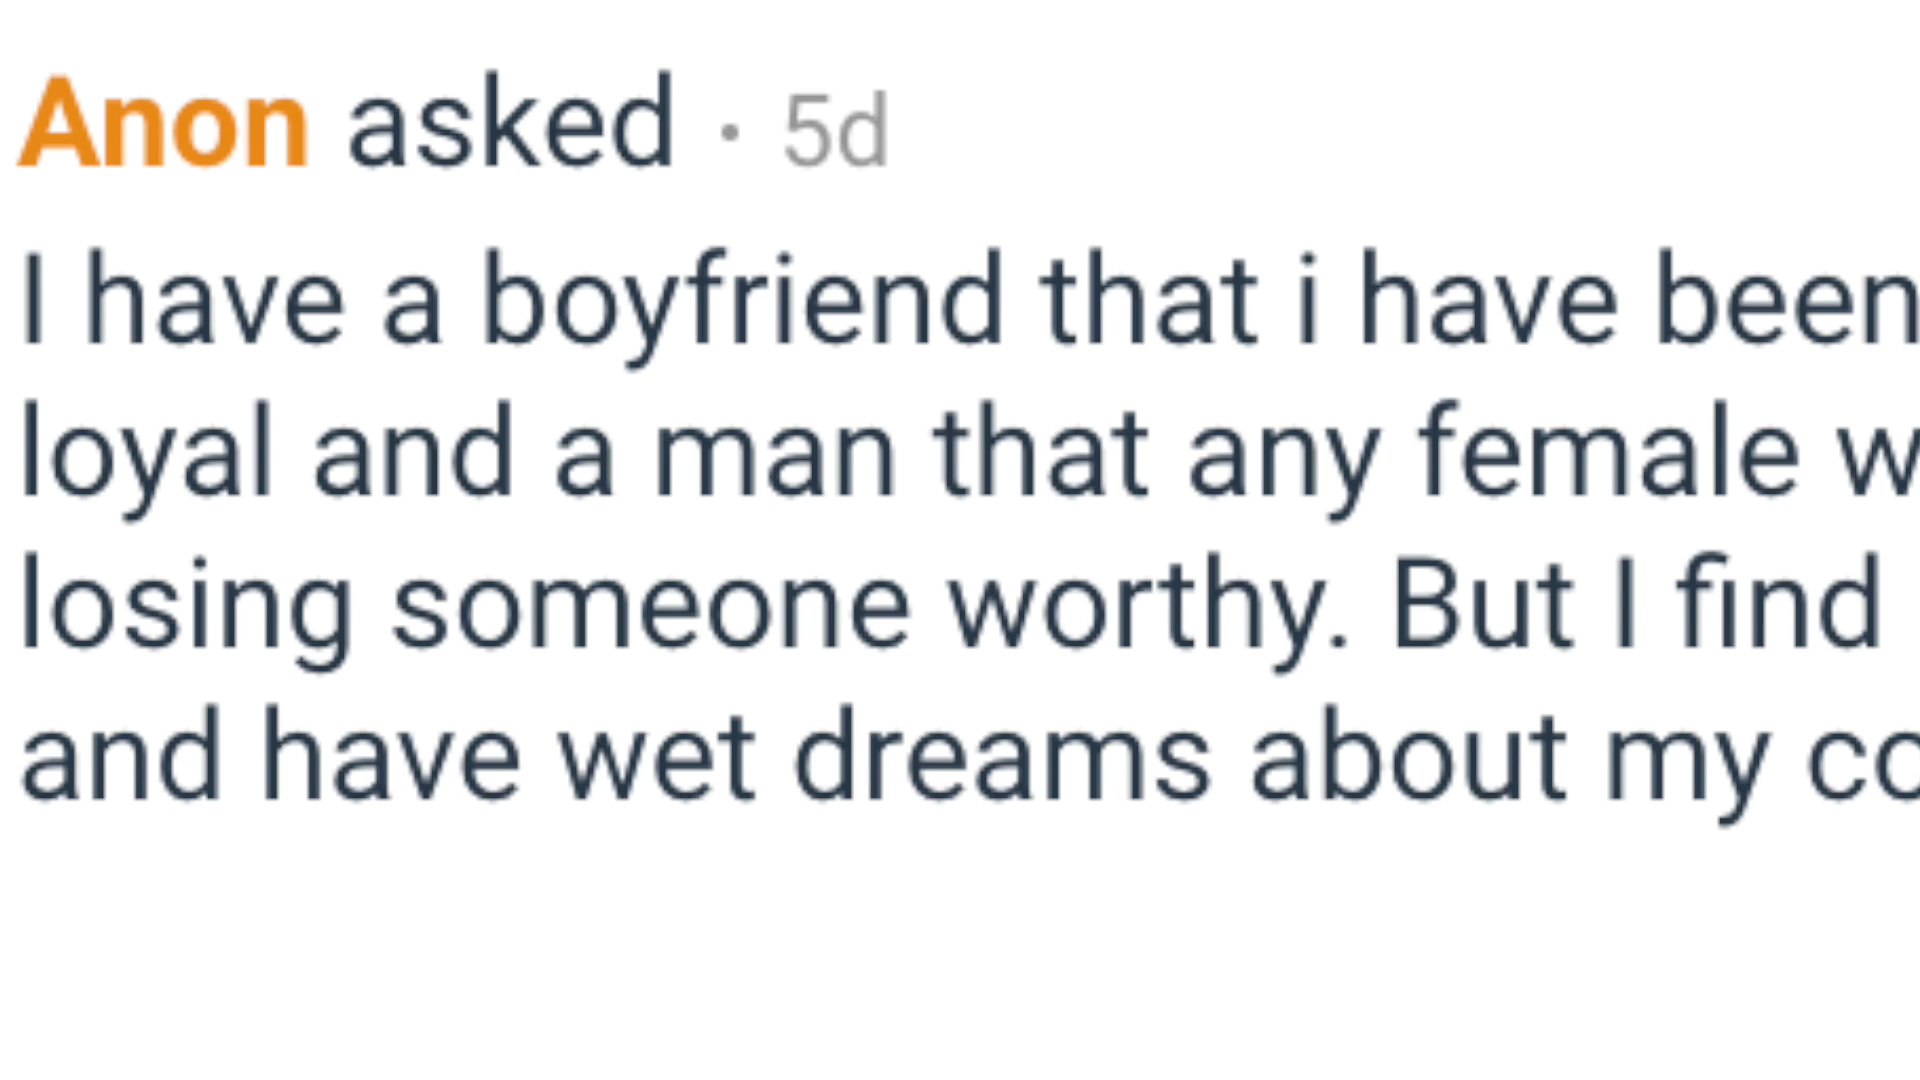 Anon asked · 5d
I have a boyfriend that i have been
loyal and a man that any female
losing someone worthy. But I find
and have wet dreams about my